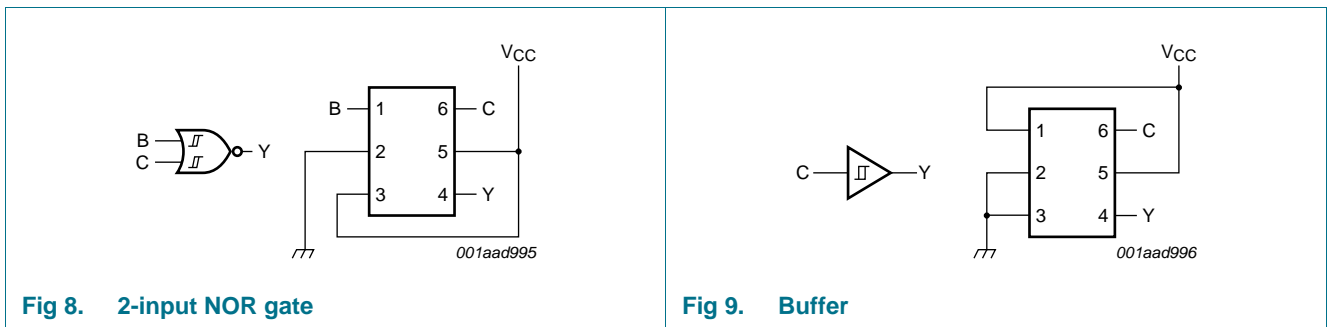 VCC
B
1
6
C
B
C
Y
2
5
3
4
Y
001aad995
Fig 8. 2-input NOR gate
VCC
1
6
C
C
Y
2
5
3
4
Y
001aad996
Fig 9. Buffer